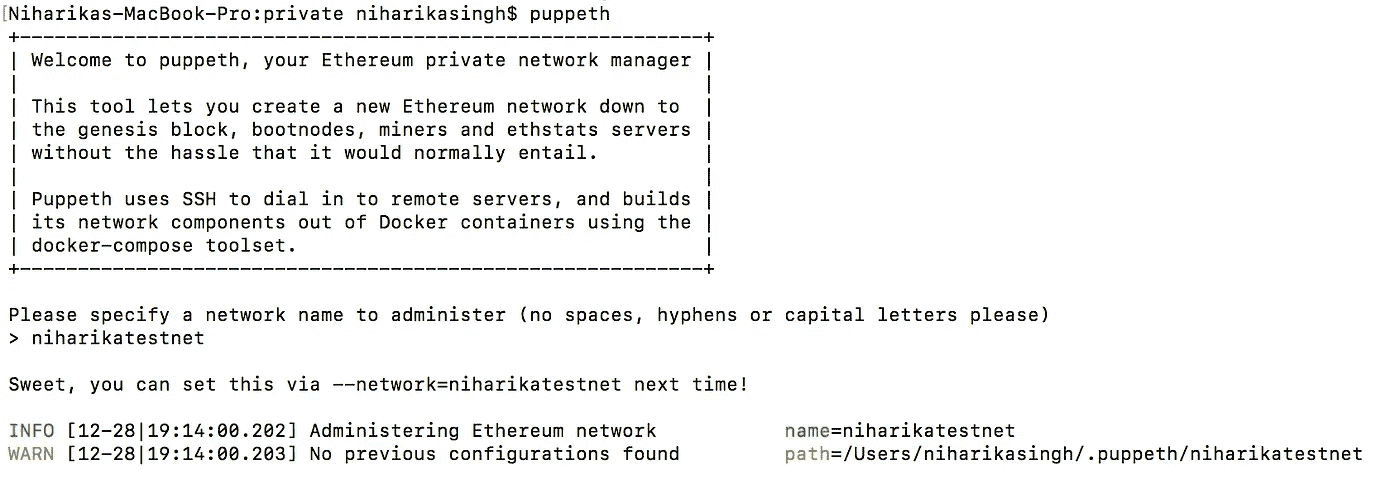 [Niharikas-MacBook-Pro:private niharikasingh$ puppeth
+-----------------------------------------------------------+
| Welcome to puppeth, your Ethereum private network manager |
|                                                           |
| This tool lets you create a new Ethereum network down to  |
| the genesis block, bootnodes, miners and ethstats servers |
| without the hassle that it would normally entail.         |
|                                                           |
| Puppeth uses SSH to dial in to remote servers, and builds |
| its network components out of Docker containers using the |
| docker-compose toolset.                                   |
+-----------------------------------------------------------+
Please specify a network name to administer (no spaces, hyphens or capital letters please)
> niharikatestnet
Sweet, you can set this via --network=niharikatestnet next time!
INFO [12-28|19:14:00.202] Administering Ethereum network           name=niharikatestnet
WARN [12-28|19:14:00.203] No previous configurations found         path=/Users/niharikasingh/.puppeth/niharikatestnet